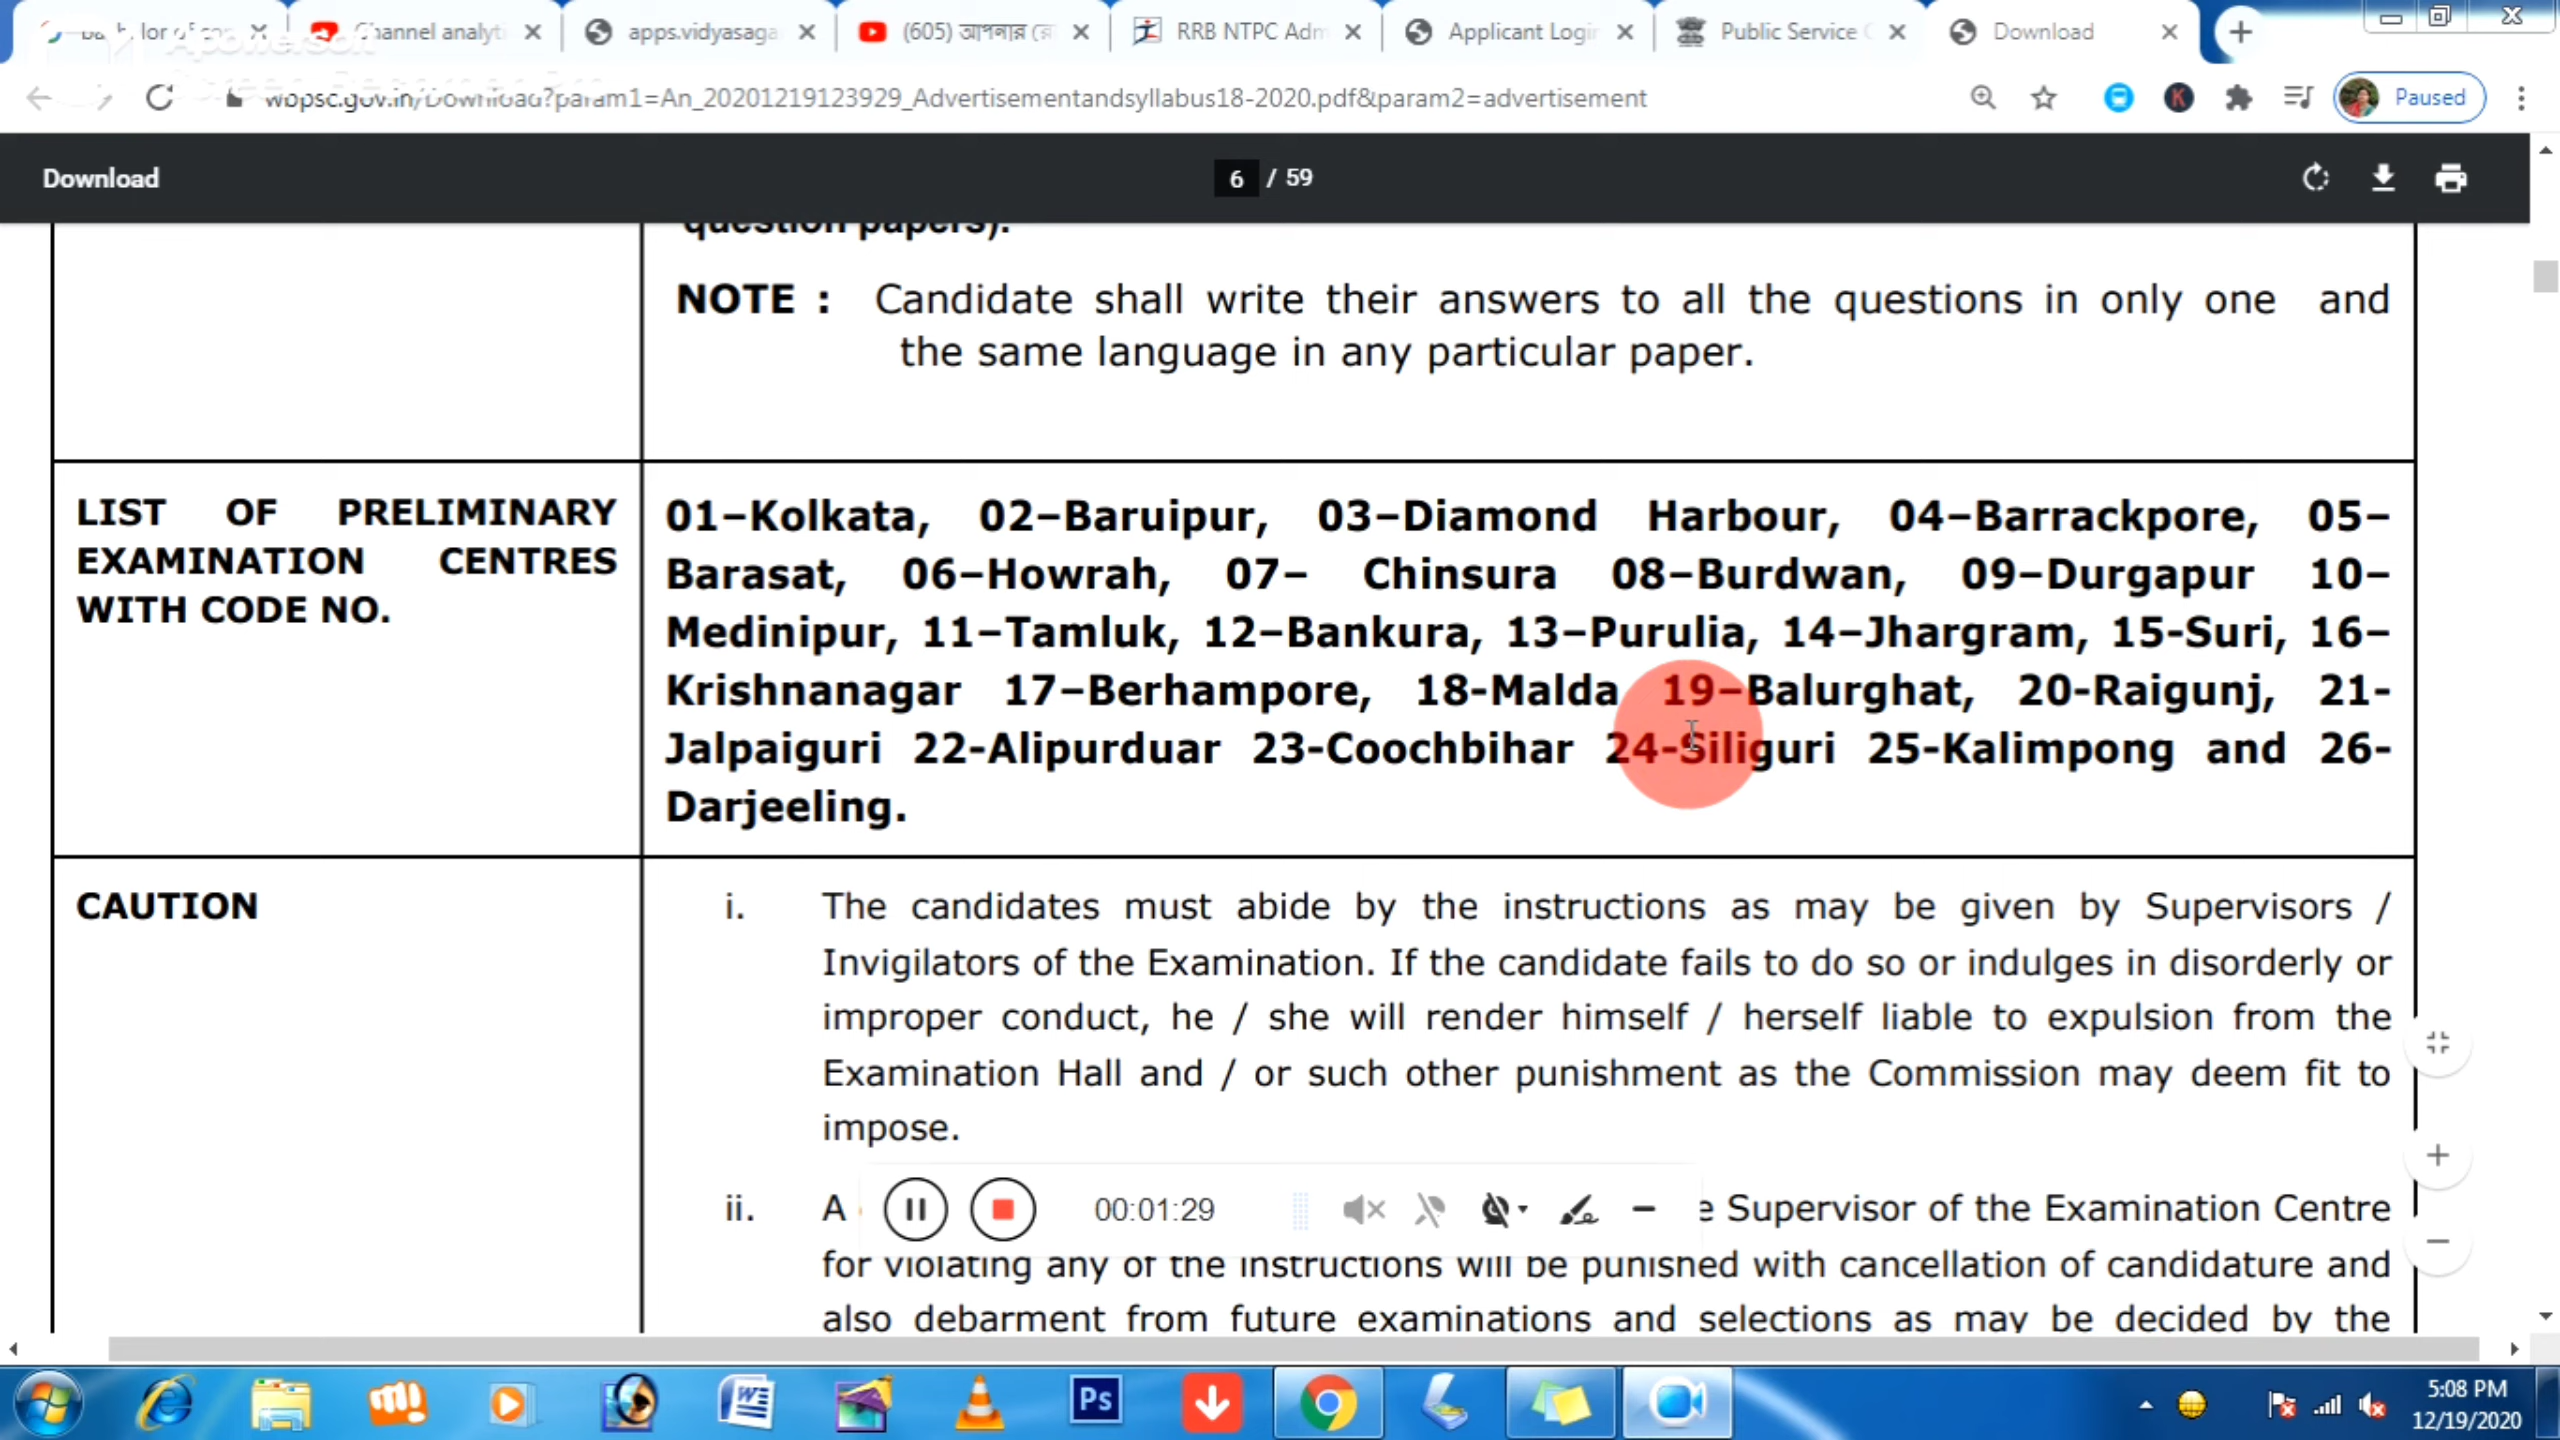 Channel analyti
apps.vidyasaga
(605) আপনার (রে
RRB NTPC Adm
Applicant Login
Public Service C
Download
Apowersoft
wbpsc.gov.in/Download?param1=An_20201219123929_Advertisementandsyllabus18-2020.pdf&param2=advertisement
Paused
Download
6 / 59
question papers).
NOTE : Candidate shall write their answers to all the questions in only one and
the same language in any particular paper.
LIST OF PRELIMINARY
EXAMINATION CENTRES
WITH CODE NO.
01–Kolkata, 02–Baruipur, 03–Diamond Harbour, 04–Barrackpore, 05–
Barasat, 06–Howrah, 07– Chinsura 08–Burdwan, 09–Durgapur 10–
Medinipur, 11–Tamluk, 12–Bankura, 13–Purulia, 14–Jhargram, 15-Suri, 16–
Krishnanagar 17–Berhampore, 18-Malda 19–Balurghat, 20-Raigunj, 21-
Jalpaiguri 22-Alipurduar 23-Coochbihar 24-Siliguri 25-Kalimpong and 26-
Darjeeling.
CAUTION
i. The candidates must abide by the instructions as may be given by Supervisors /
Invigilators of the Examination. If the candidate fails to do so or indulges in disorderly or
improper conduct, he / she will render himself / herself liable to expulsion from the
Examination Hall and / or such other punishment as the Commission may deem fit to
impose.
ii. A
00:01:29
e Supervisor of the Examination Centre
for violating any of the instructions will be punished with cancellation of candidature and
also debarment from future examinations and selections as may be decided by the
Ps
5:08 PM
12/19/2020